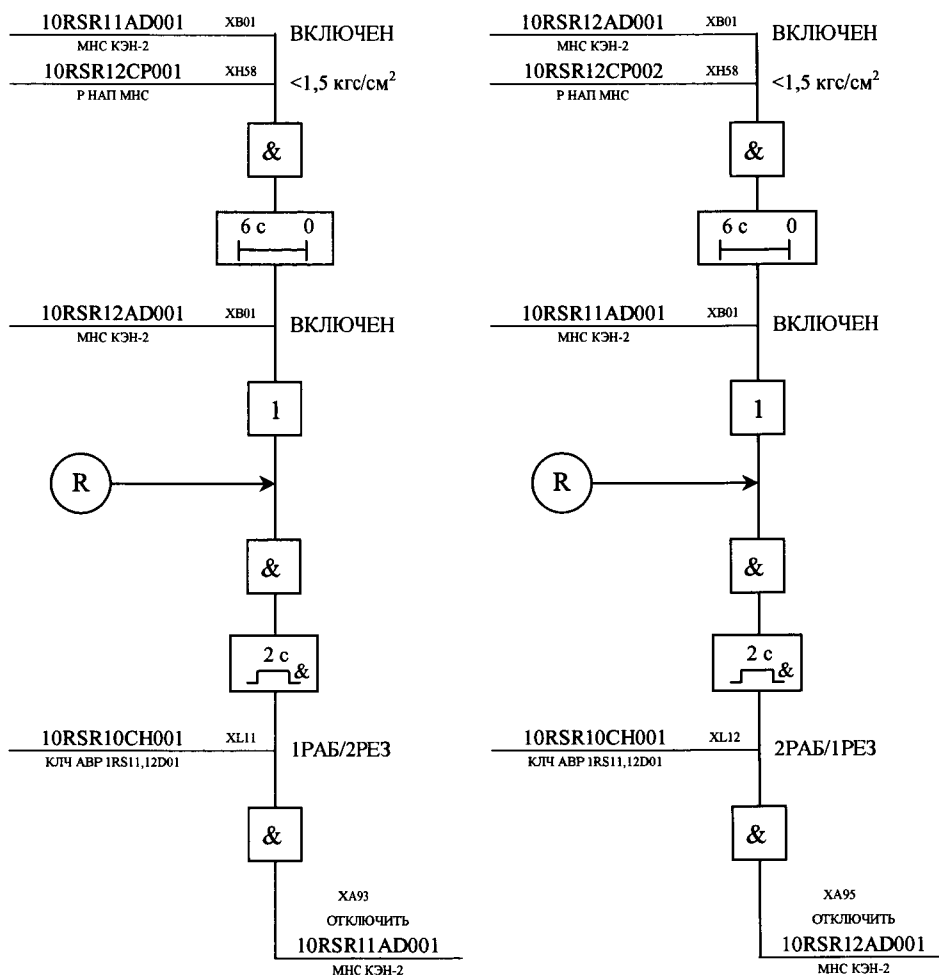 10RSR11AD001 XB01 ВКЛЮЧЕН
МНС КЭН-2
10RSR12CP001 XH58 <1,5 кгс/см²
Р НАП МНС
&
6 с 0
10RSR12AD001 XB01 ВКЛЮЧЕН
МНС КЭН-2
1
R
&
2 с
&
10RSR10CH001 XL11 1РАБ/2РЕЗ
КЛЧ АВР 1RS11,12D01
&
XA93
ОТКЛЮЧИТЬ
10RSR11AD001
МНС КЭН-2
10RSR12AD001 XB01 ВКЛЮЧЕН
МНС КЭН-2
10RSR12CP002 XH58 <1,5 кгс/см²
Р НАП МНС
&
6 с 0
10RSR11AD001 XB01 ВКЛЮЧЕН
МНС КЭН-2
1
R
&
2 с
&
10RSR10CH001 XL12 2РАБ/1РЕЗ
КЛЧ АВР 1RS11,12D01
&
XA95
ОТКЛЮЧИТЬ
10RSR12AD001
МНС КЭН-2